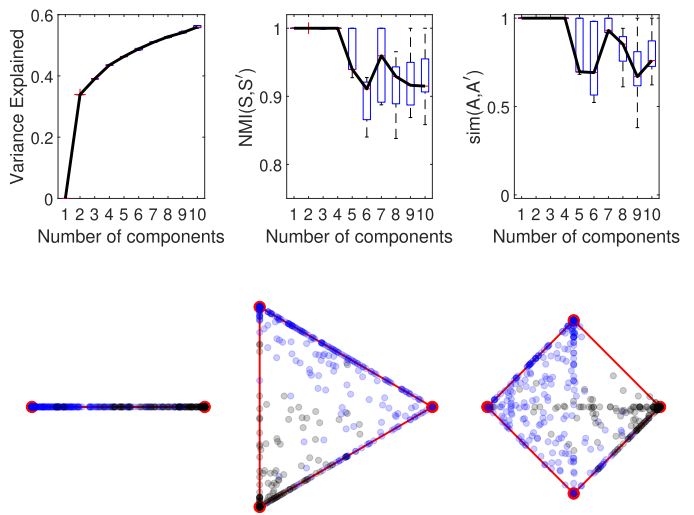 0.6
0.4
0.2
0
Variance Explained
1 2 3 4 5 6 7 8 9 10
Number of components
1
0.9
0.8
NMI(S,S′)
1 2 3 4 5 6 7 8 9 10
Number of components
1
0.5
0
sim(A,A′)
1 2 3 4 5 6 7 8 9 10
Number of components